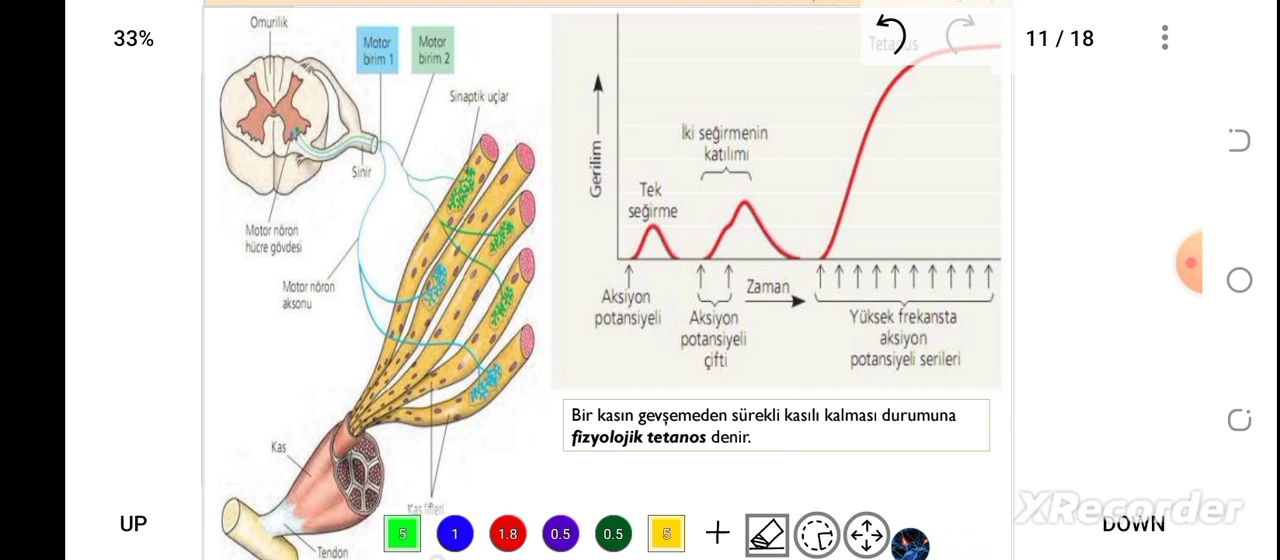 33%
11 / 18
Omurilik
Motor
birim 1
Motor
birim 2
Sinaptik uçlar
Sinir
Motor nöron
hücre gövdesi
Motor nöron
aksonu
Kas
Kas lifleri
Tendon
Tetanus
Gerilim
İki seğirmenin
katılımı
Tek
seğirme
Aksiyon
potansiyeli
Aksiyon
potansiyeli
çifti
Zaman
Yüksek frekansta
aksiyon
potansiyeli serileri
Bir kasın gevşemeden sürekli kasılı kalması durumuna
fizyolojik tetanos denir.
UP
5
1
1.8
0.5
0.5
5
DOWN
XRecorder